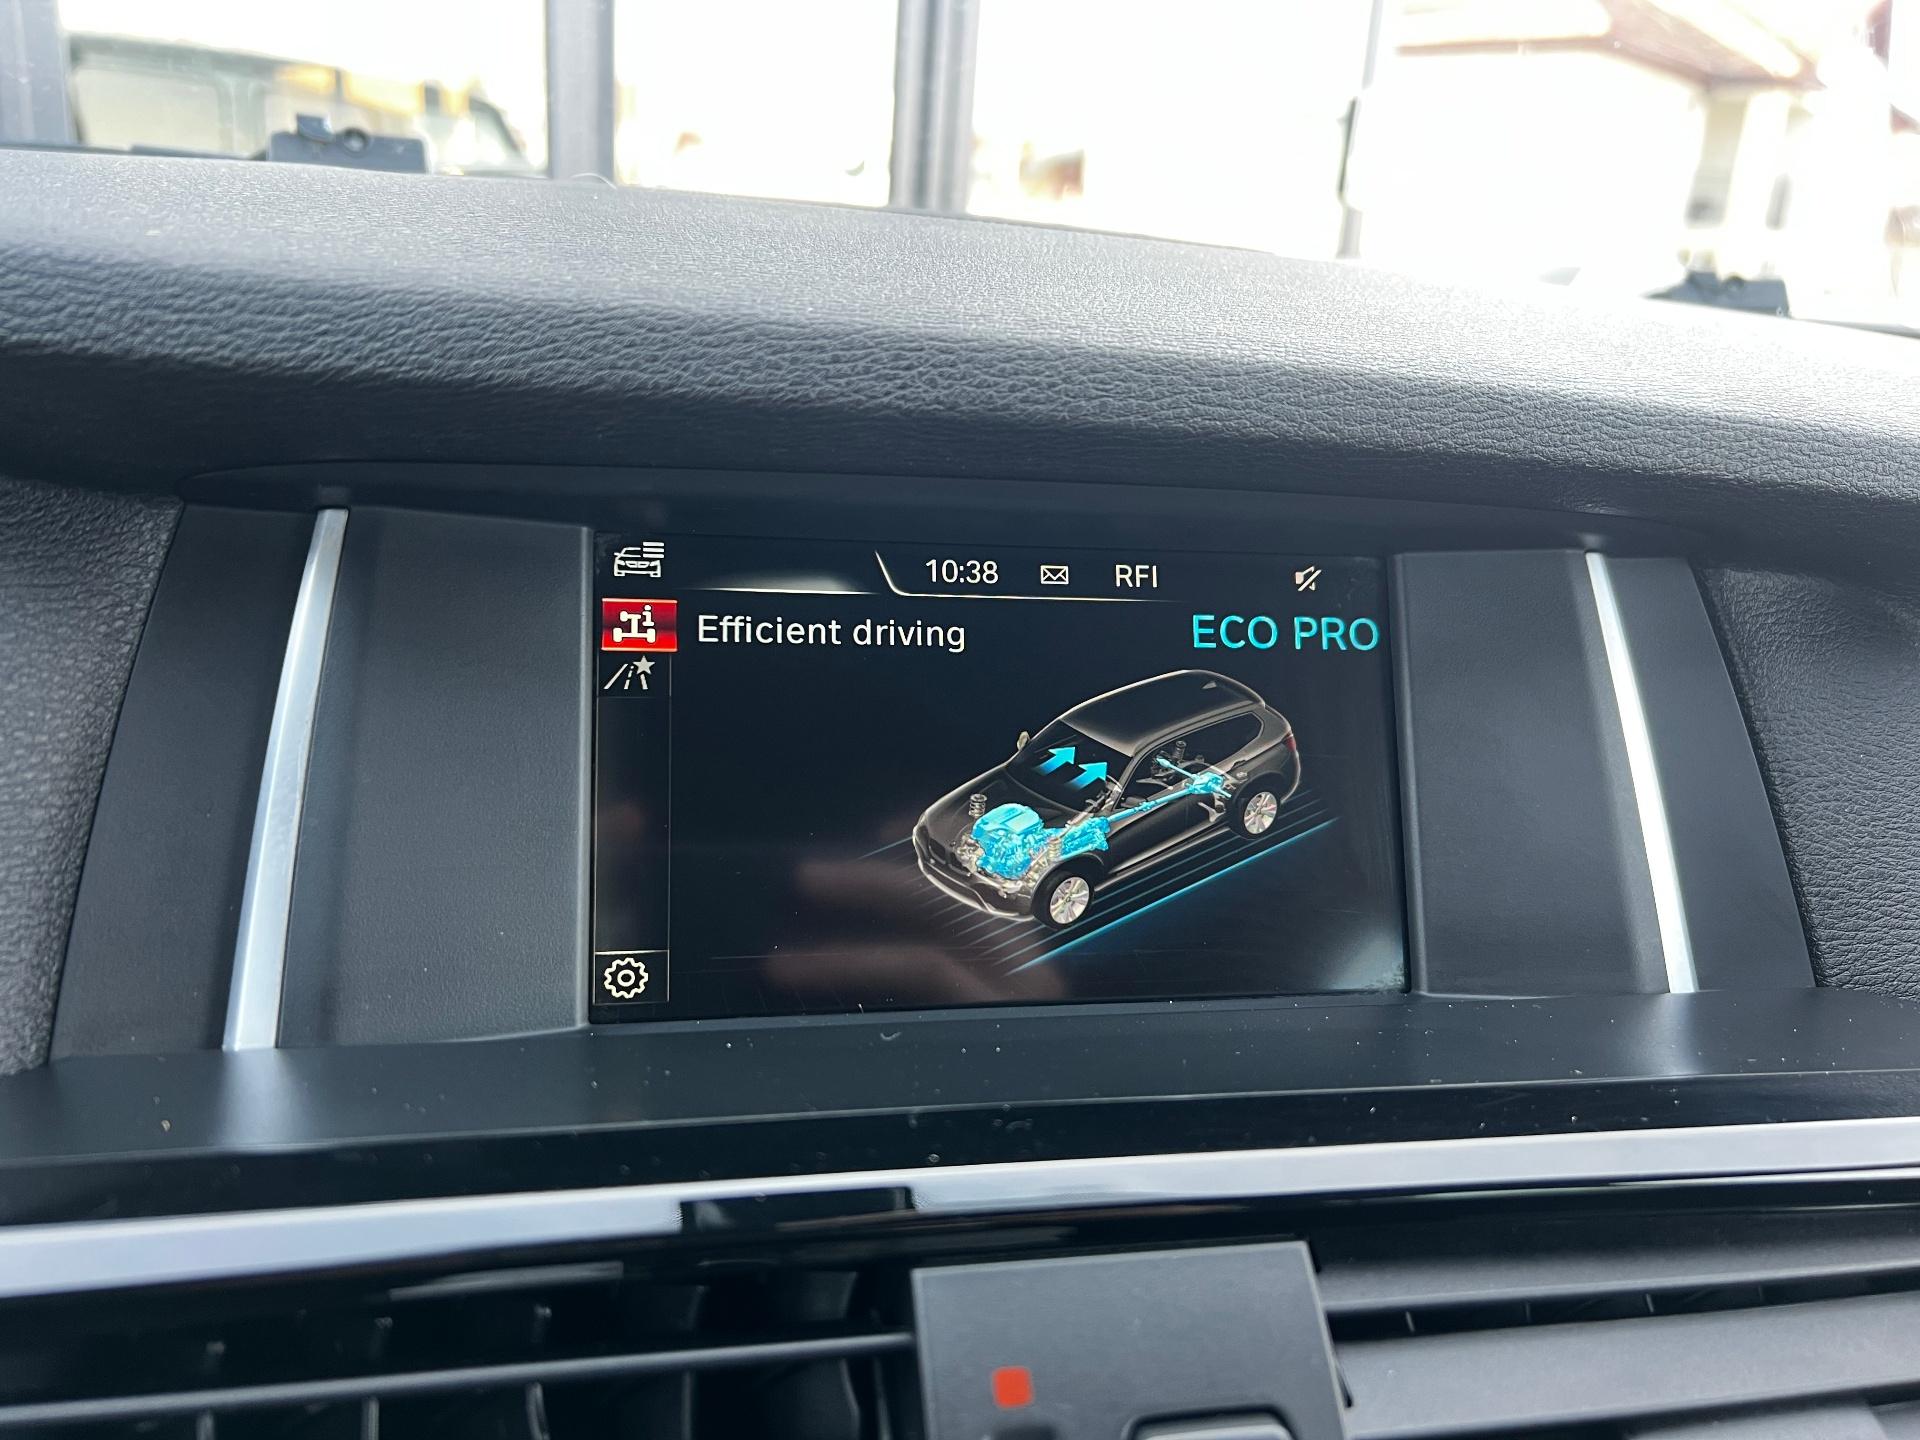 10:38 RFI
Efficient driving ECO PRO